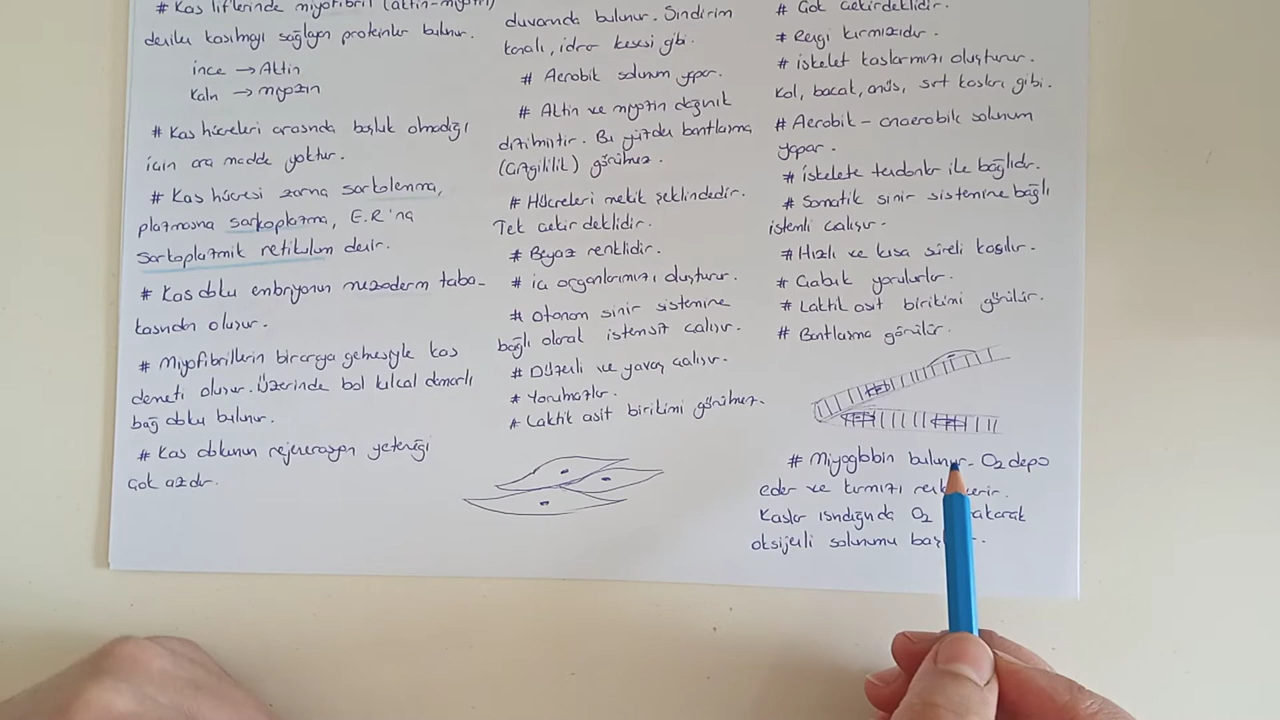 # Kas liflerinde miyofibril (aktin-miyozin)
denilen kasılmayı sağlayan proteinler bulunur.
ince → Aktin
Kalın → miyozin
# Kas hücreleri arasında boşluk olmadığı
için ara madde yoktur.
# Kas hücresi zarına sarkolemma,
plazmasına sarkoplazma, E.R'na
Sarkoplazmik retikulum denir.
# Kas doku embriyonun mezoderm taba-
kasından oluşur.
# Miyofibrillerin biraraya gelmesiyle kas
demeti oluşur. Üzerinde bol kılcal damarlı
bağ doku bulunur.
# Kas dokunun rejenerasyon yeteneği
çok azdır.
duvarında bulunur. Sindirim
kanalı, idrar kesesi gibi.
# Aerobik solunum yapar.
# Aktin ve miyozin dağınık
dizilmiştir. Bu yüzden bantlaşma
(Çizgililik) görülmez.
# Hücreleri mekik şeklindedir.
Tek çekirdeklidir.
# Beyaz renklidir.
# iç organlarımızı oluşturur.
# Otonom sinir sistemine
bağlı olarak istemsiz çalışır.
# Düzenli ve yavaş çalışır.
# Yorulmazlar.
# Laktik asit birikimi görülmez.
# Çok çekirdeklidir.
# Rengi kırmızıdır.
# iskelet kaslarımızı oluşturur.
Kol, bacak, anüs, sırt kasları gibi.
# Aerobik - anaerobik solunum
yapar.
# iskelete tendonlar ile bağlıdır.
# Somatik sinir sistemine bağlı
istemli çalışır.
# Hızlı ve kısa süreli kasılır.
# Çabuk yorulurlar.
# Laktik asit birikimi görülür.
# Bantlaşma görülür.
# Miyoglobin bulunur. O₂ depo
eder ve kırmızı renk verir.
Kaslar ısındığında O₂
oksijenli solunumu